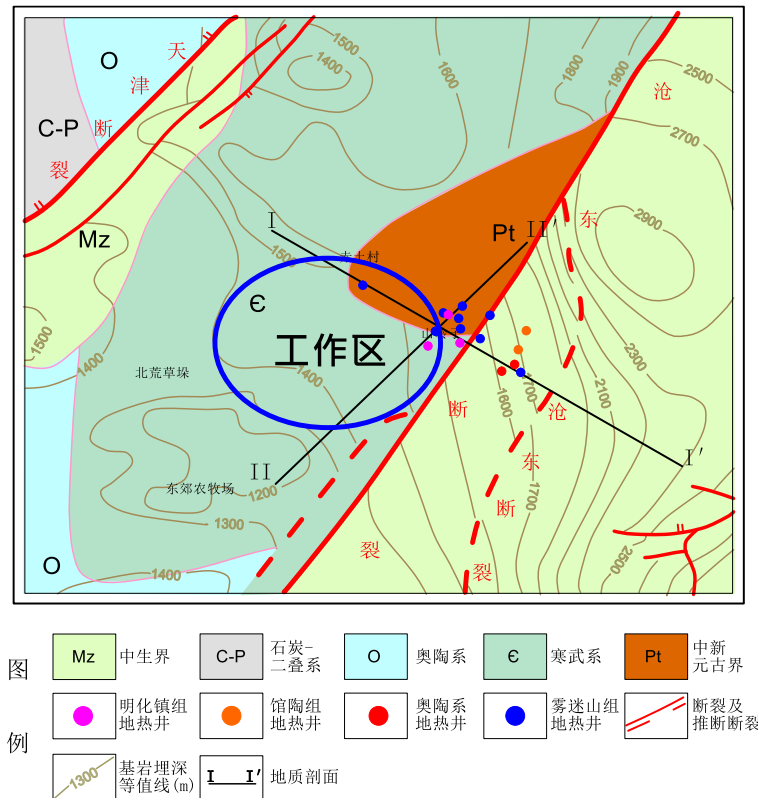 1500
1400
1600
1800
1900
2500
2700
2900
天
津
断
裂
O
C-P
Mz
沧
东
I
II'
Pt
赤土村
1500
Є
工作区
1500
1400
北荒草垛
1400
1600
1700
2100
2300
断
沧
东
断
裂
裂
I'
II
东郊农牧场
1200
1300
1700
2500
O
1400
图
例
Mz 中生界
C-P 石炭-二叠系
O 奥陶系
Є 寒武系
Pt 中新元古界
明化镇组地热井
馆陶组地热井
奥陶系地热井
雾迷山组地热井
断裂及推断断裂
1300 基岩埋深等值线(m)
I I' 地质剖面